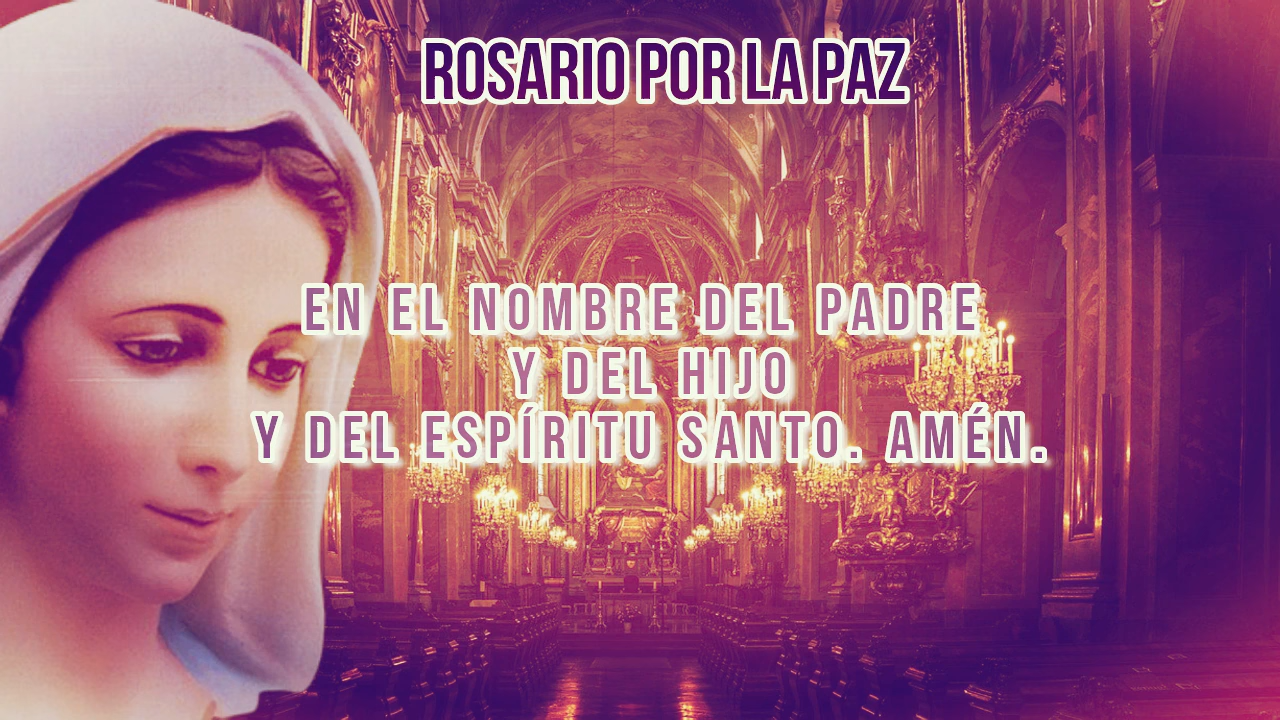 ROSARIO POR LA PAZ
EN EL NOMBRE DEL PADRE
Y DEL HIJO
Y DEL ESPÍRITU SANTO. AMÉN.